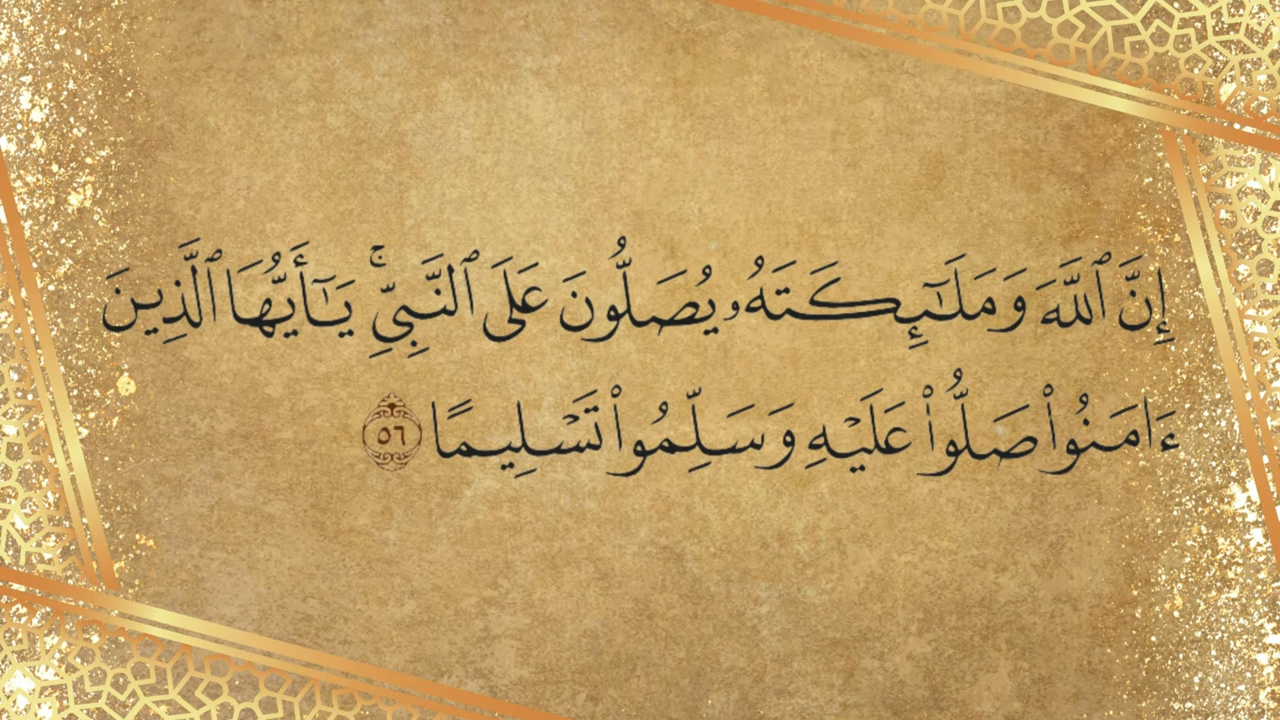 إِنَّ ٱللَّهَ وَمَلَـٰٓئِكَتَهُۥ يُصَلُّونَ عَلَى ٱلنَّبِىِّ ۚ يَـٰٓأَيُّهَا ٱلَّذِينَ
ءَامَنُوا۟ صَلُّوا۟ عَلَيْهِ وَسَلِّمُوا۟ تَسْلِيمًا ٥٦